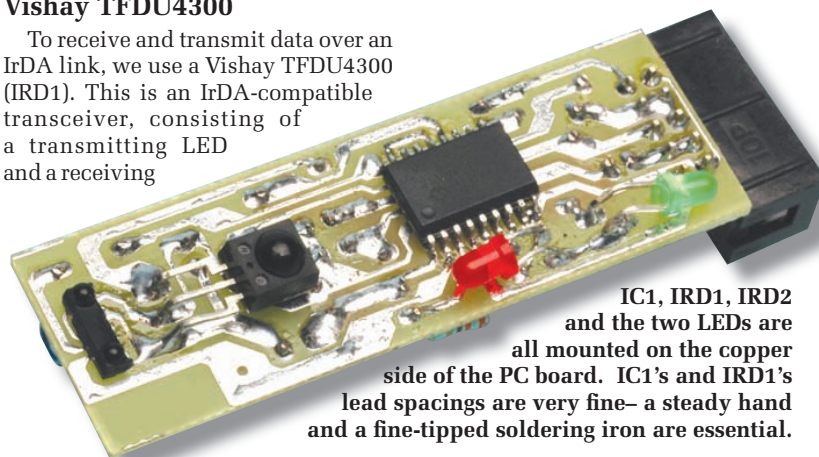 Vishay TFDU4300
To receive and transmit data over an
IrDA link, we use a Vishay TFDU4300
(IRD1). This is an IrDA-compatible
transceiver, consisting of
a transmitting LED
and a receiving
TOP
IC1, IRD1, IRD2
and the two LEDs are
all mounted on the copper
side of the PC board. IC1's and IRD1's
lead spacings are very fine– a steady hand
and a fine-tipped soldering iron are essential.